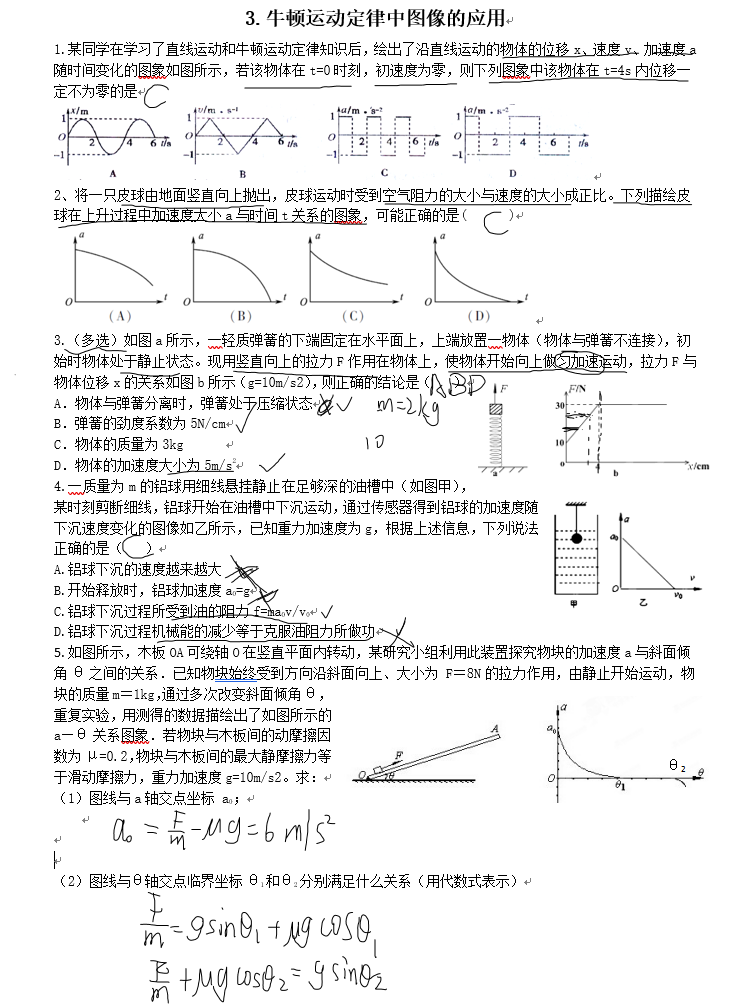 3.牛顿运动定律中图像的应用
1.某同学在学习了直线运动和牛顿运动定律知识后，绘出了沿直线运动的物体的位移 x、速度 v、加速度 a
随时间变化的图象如图所示，若该物体在 t=0 时刻，初速度为零，则下列图象中该物体在 t=4s 内位移一
定不为零的是 C
x/m v/m·s-1 a/m·s-2 a/m·s-2
1 O -1 2 4 6 t/s 1 O -1 2 4 6 t/s 1 O -1 2 4 6 t/s 1 O -1 2 4 6 t/s
A B C D
2、将一只皮球由地面竖直向上抛出，皮球运动时受到空气阻力的大小与速度的大小成正比。下列描绘皮
球在上升过程中加速度大小 a 与时间 t 关系的图象，可能正确的是( C )
a a a a
O t O t O t O t
(A) (B) (C) (D)
3.（多选）如图 a 所示，一轻质弹簧的下端固定在水平面上，上端放置一物体（物体与弹簧不连接），初
始时物体处于静止状态。现用竖直向上的拉力 F 作用在物体上，使物体开始向上做匀加速运动，拉力 F 与
物体位移 x 的关系如图 b 所示（g=10m/s2），则正确的结论是（ ABD
A．物体与弹簧分离时，弹簧处于压缩状态 m=2kg
B．弹簧的劲度系数为 5N/cm
C．物体的质量为 3kg 10
D．物体的加速度大小为 5m/s2
F a
F/N 30 10 0 b x/cm
4.一质量为 m 的铝球用细线悬挂静止在足够深的油槽中（如图甲），
某时刻剪断细线，铝球开始在油槽中下沉运动，通过传感器得到铝球的加速度随
下沉速度变化的图像如乙所示，已知重力加速度为 g，根据上述信息，下列说法
正确的是（ C ）
A.铝球下沉的速度越来越大
B.开始释放时，铝球加速度 a0=g
C.铝球下沉过程所受到油的阻力 f=ma0v/v0
D.铝球下沉过程机械能的减少等于克服油阻力所做功
甲
a a0 O v0 v 乙
5.如图所示，木板 OA 可绕轴 O 在竖直平面内转动，某研究小组利用此装置探究物块的加速度 a 与斜面倾
角 θ 之间的关系．已知物块始终受到方向沿斜面向上、大小为 F＝8N 的拉力作用，由静止开始运动，物
块的质量 m＝1kg,通过多次改变斜面倾角 θ，
重复实验，用测得的数据描绘出了如图所示的
a—θ 关系图象．若物块与木板间的动摩擦因
数为 μ=0.2,物块与木板间的最大静摩擦力等
于滑动摩擦力，重力加速度 g=10m/s2。求：
A F O θ
a a0 O θ1 θ2 θ
（1）图线与 a 轴交点坐标 a0；
a0 = F/m - μg = 6 m/s2
（2）图线与 θ 轴交点临界坐标 θ1 和 θ2 分别满足什么关系（用代数式表示）
F/m = gsinθ1 + μg cosθ1
F/m + μg cosθ2 = g sinθ2